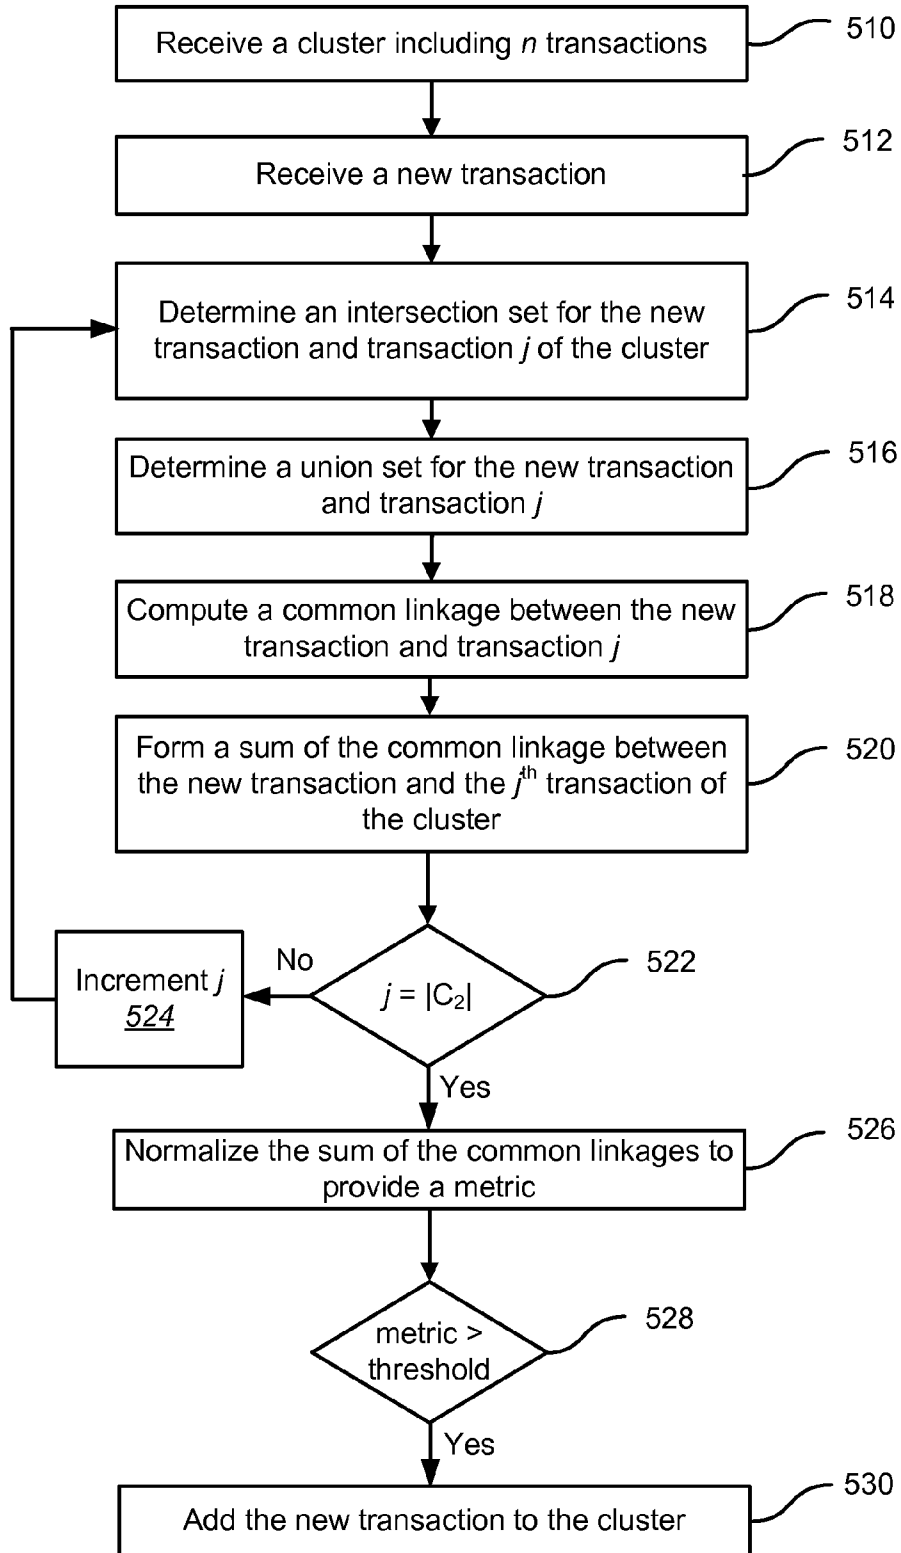 Receive a cluster including n transactions
510
Receive a new transaction
512
Determine an intersection set for the new
transaction and transaction j of the cluster
514
Determine a union set for the new transaction
and transaction j
516
Compute a common linkage between the new
transaction and transaction j
518
Form a sum of the common linkage between
the new transaction and the jth transaction of
the cluster
520
j = |C₂|
522
No
Increment j
524
Yes
Normalize the sum of the common linkages to
provide a metric
526
metric >
threshold
528
Yes
Add the new transaction to the cluster
530